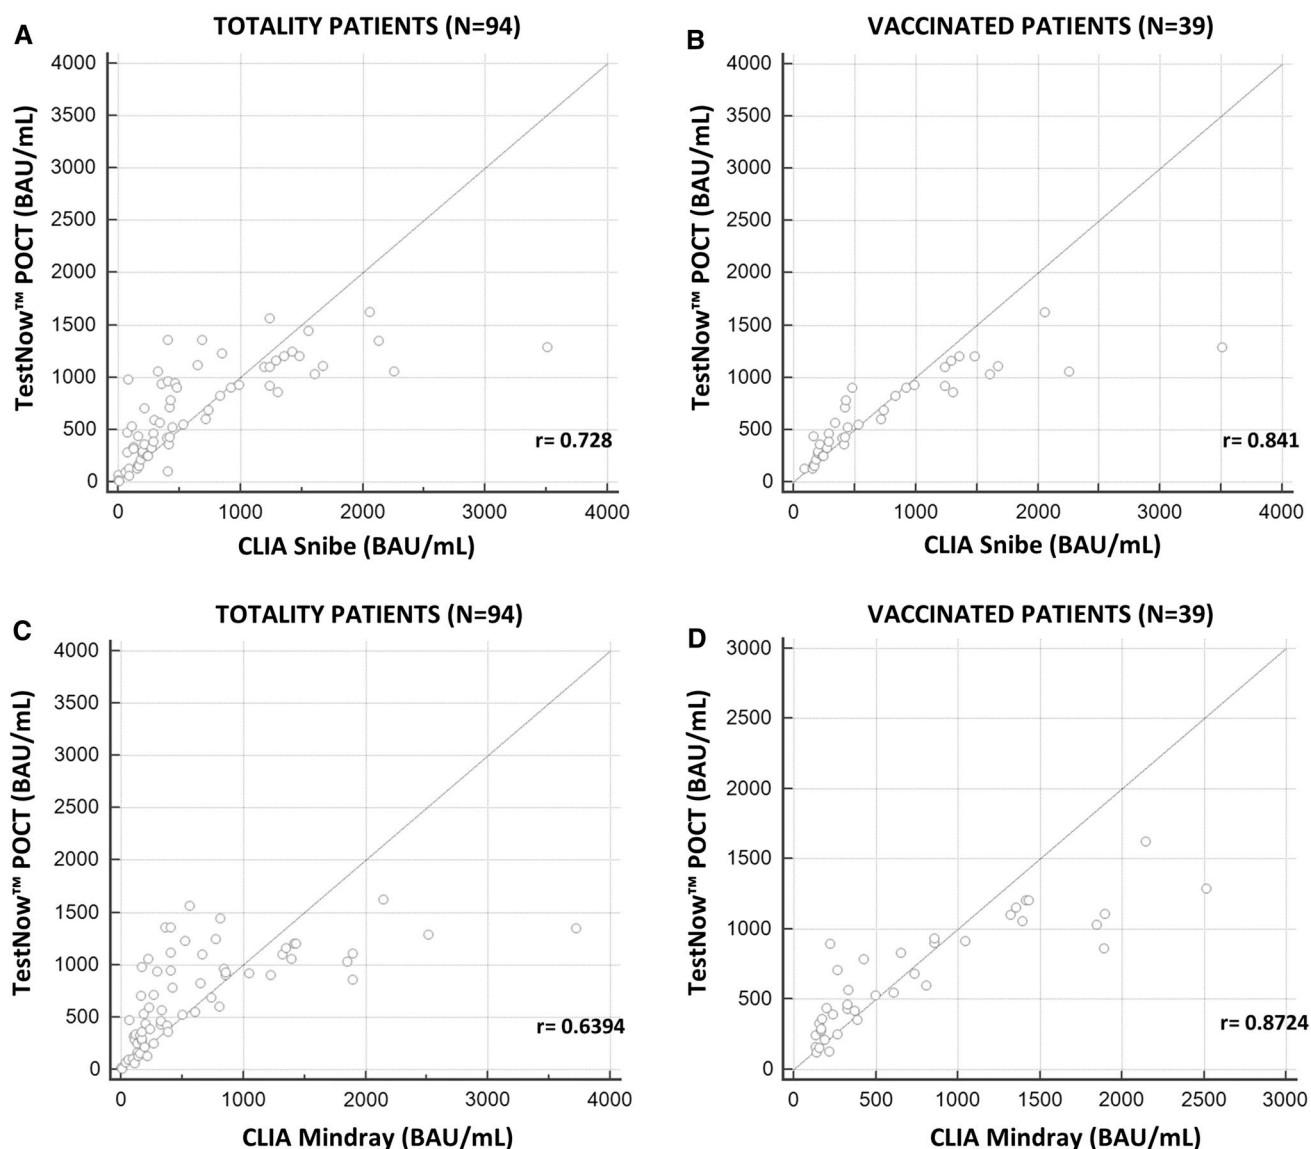 A
TOTALITY PATIENTS (N=94)
TestNow™ POCT (BAU/mL)
4000
3500
3000
2500
2000
1500
1000
500
0
r= 0.728
0 1000 2000 3000 4000
CLIA Snibe (BAU/mL)
B
VACCINATED PATIENTS (N=39)
TestNow™ POCT (BAU/mL)
4000
3500
3000
2500
2000
1500
1000
500
0
r= 0.841
0 1000 2000 3000 4000
CLIA Snibe (BAU/mL)
C
TOTALITY PATIENTS (N=94)
TestNow™ POCT (BAU/mL)
4000
3500
3000
2500
2000
1500
1000
500
0
r= 0.6394
0 1000 2000 3000 4000
CLIA Mindray (BAU/mL)
D
VACCINATED PATIENTS (N=39)
TestNow™ POCT (BAU/mL)
3000
2500
2000
1500
1000
500
0
r= 0.8724
0 500 1000 1500 2000 2500 3000
CLIA Mindray (BAU/mL)